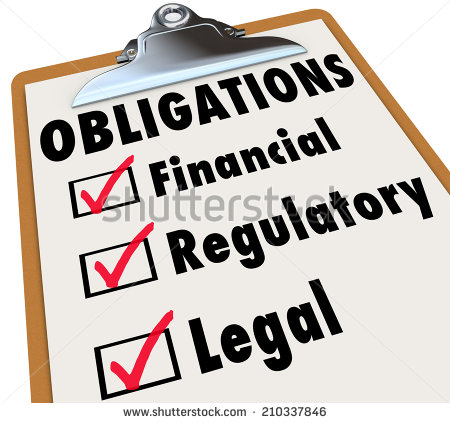 OBLIGATIONS
Financial
Regulatory
Legal
shutterstock
www.shutterstock.com · 210337846